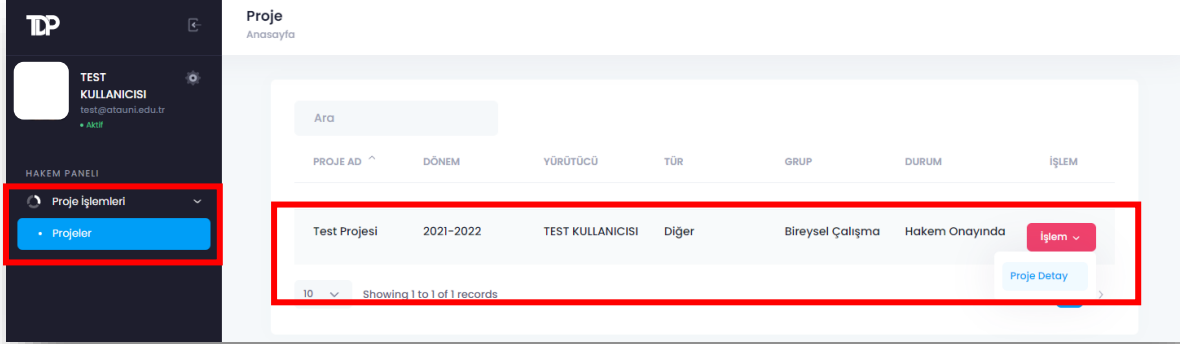 TDP
TEST
KULLANICISI
test@atauni.edu.tr
• Aktif
HAKEM PANELI
Proje İşlemleri
• Projeler
Proje
Anasayfa
Ara
PROJE AD DÖNEM YÜRÜTÜCÜ TÜR GRUP DURUM İŞLEM
Test Projesi 2021-2022 TEST KULLANICISI Diğer Bireysel Çalışma Hakem Onayında İşlem
Proje Detay
10 Showing 1 to 1 of 1 records